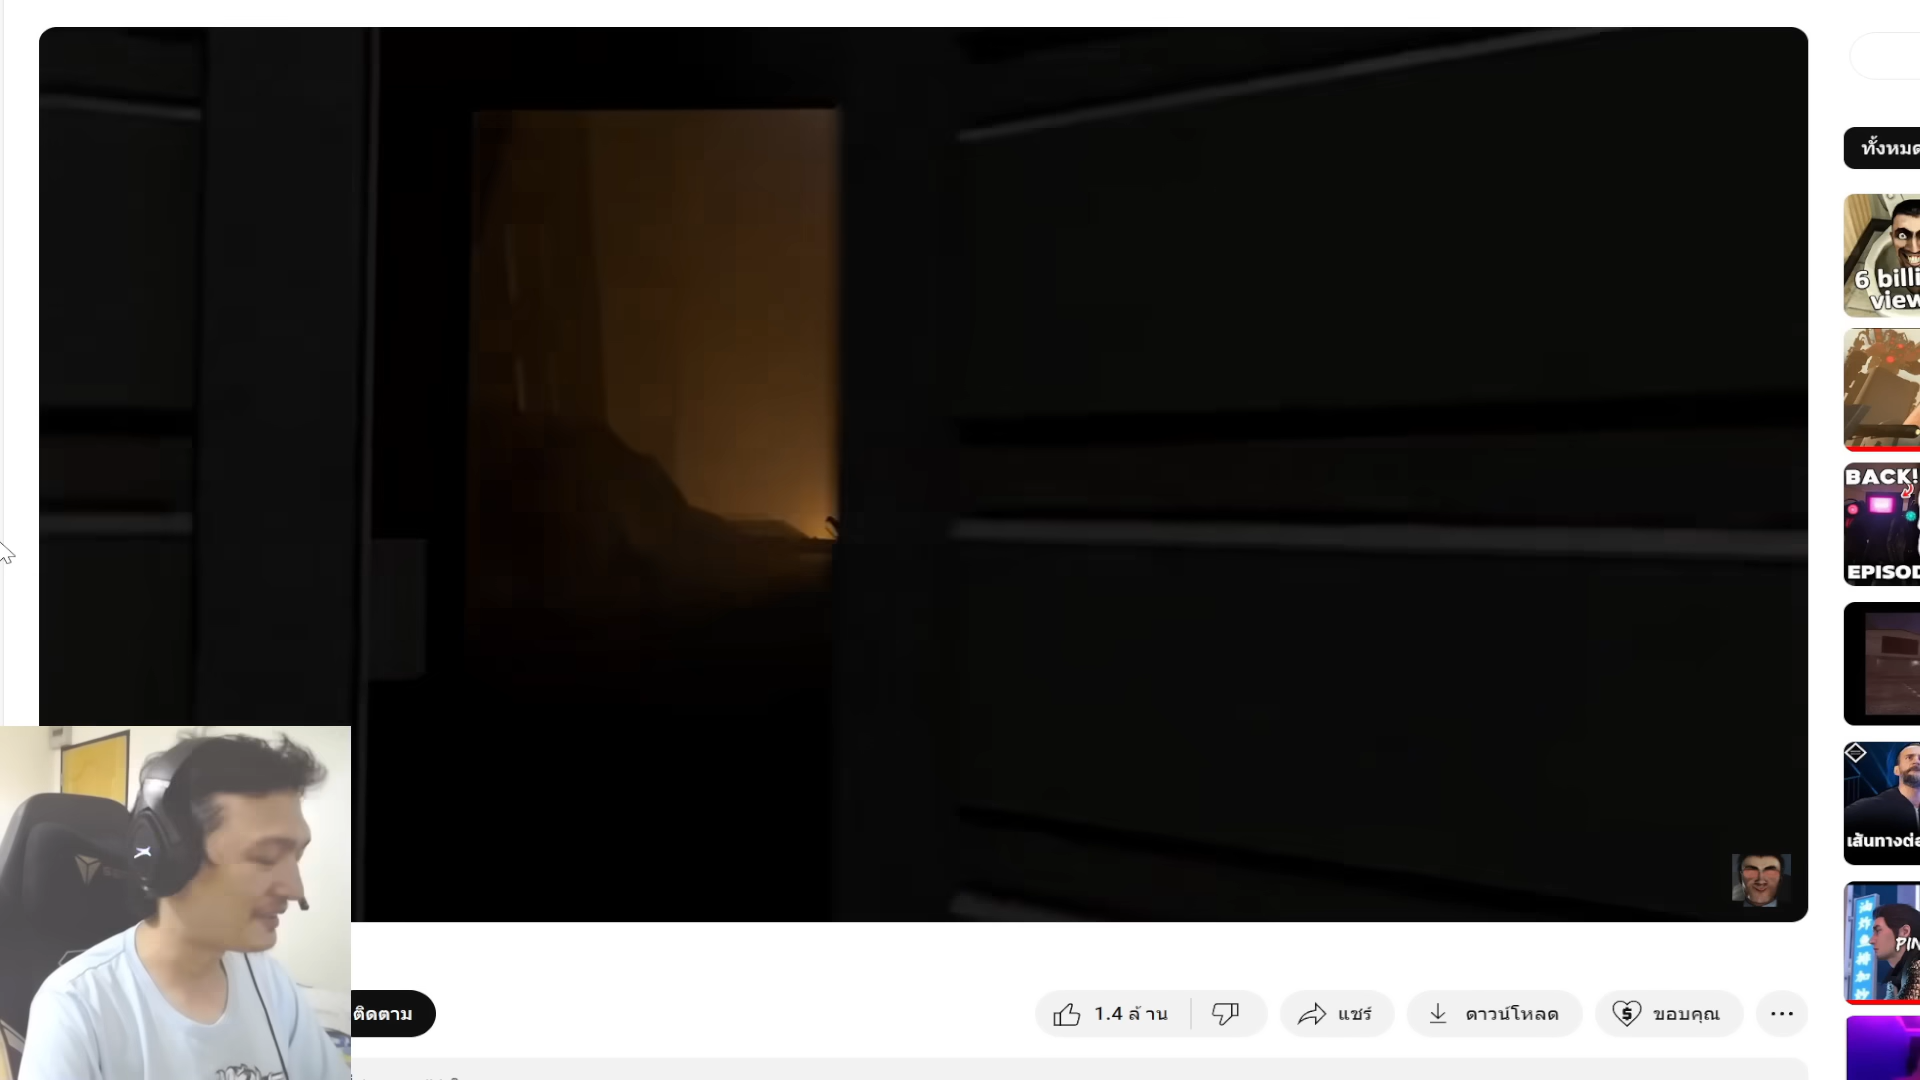 6 billi
view
BACK!
EPISOD
เส้นทางต่อ
PIN
ติดตาม
1.4 ล้าน
แชร์
ดาวน์โหลด
ขอบคุณ
ทั้งหมด